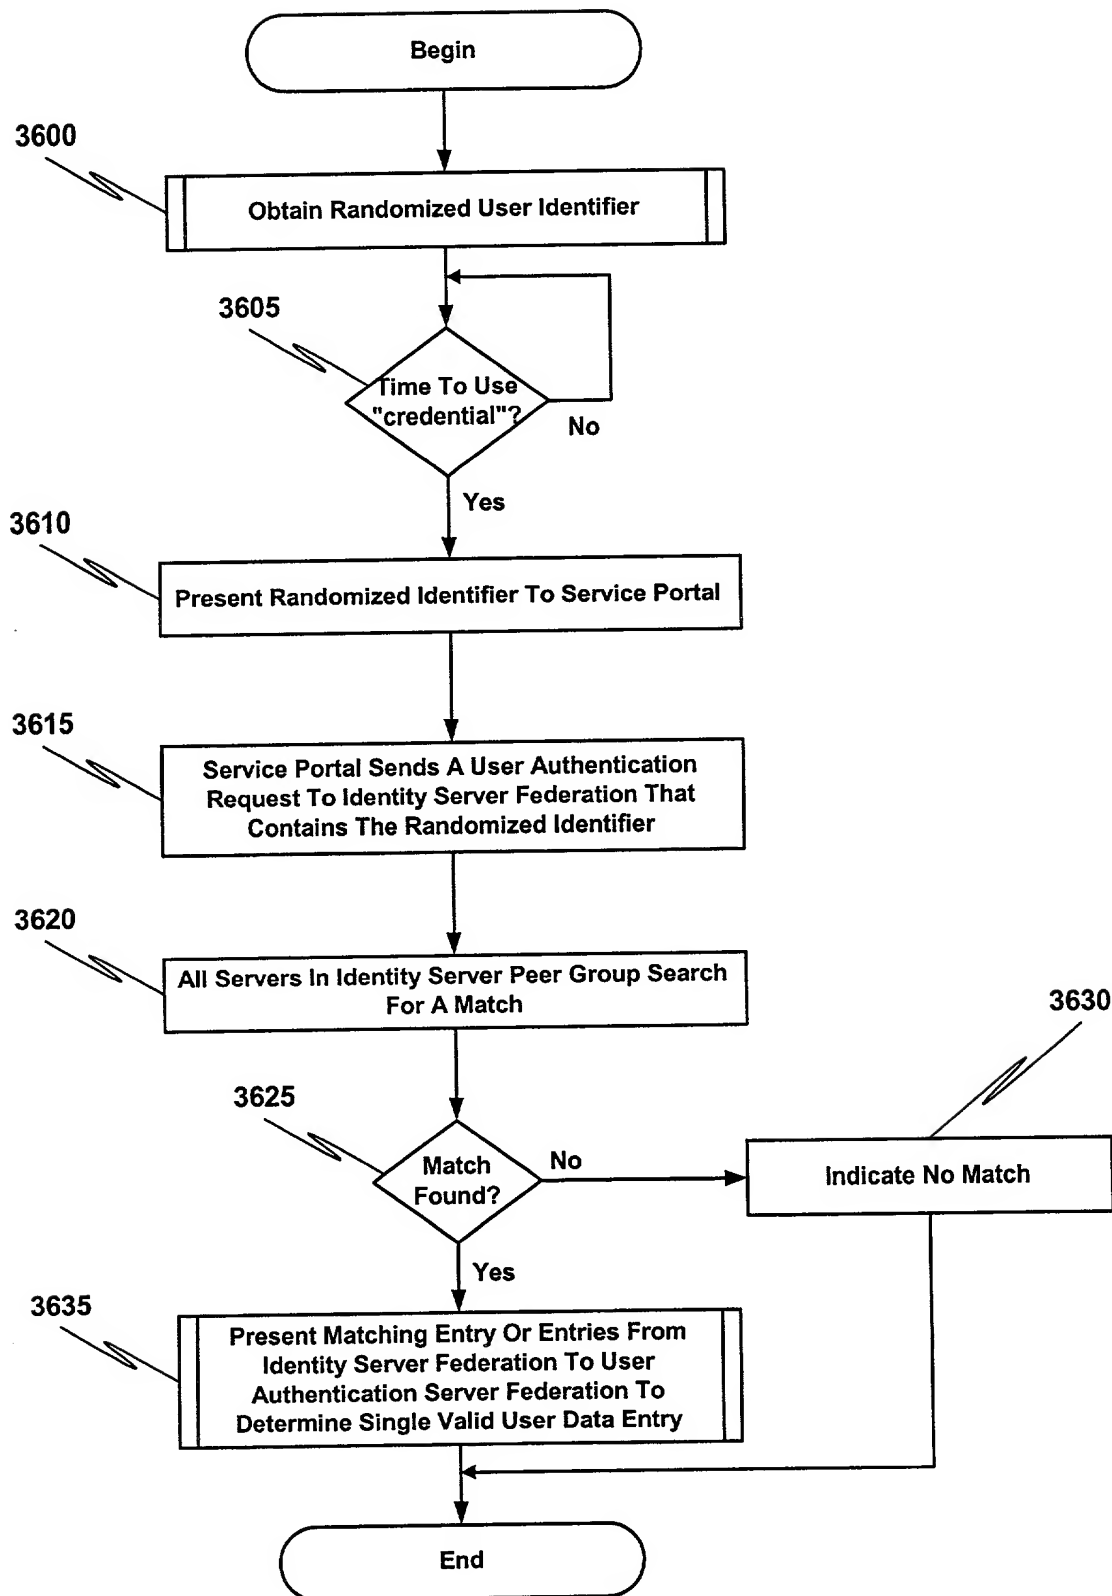 Begin
3600
Obtain Randomized User Identifier
3605
Time To Use
"credential"?
No
Yes
3610
Present Randomized Identifier To Service Portal
3615
Service Portal Sends A User Authentication
Request To Identity Server Federation That
Contains The Randomized Identifier
3620
All Servers In Identity Server Peer Group Search
For A Match
3630
3625
Match
Found?
No
Indicate No Match
Yes
3635
Present Matching Entry Or Entries From
Identity Server Federation To User
Authentication Server Federation To
Determine Single Valid User Data Entry
End